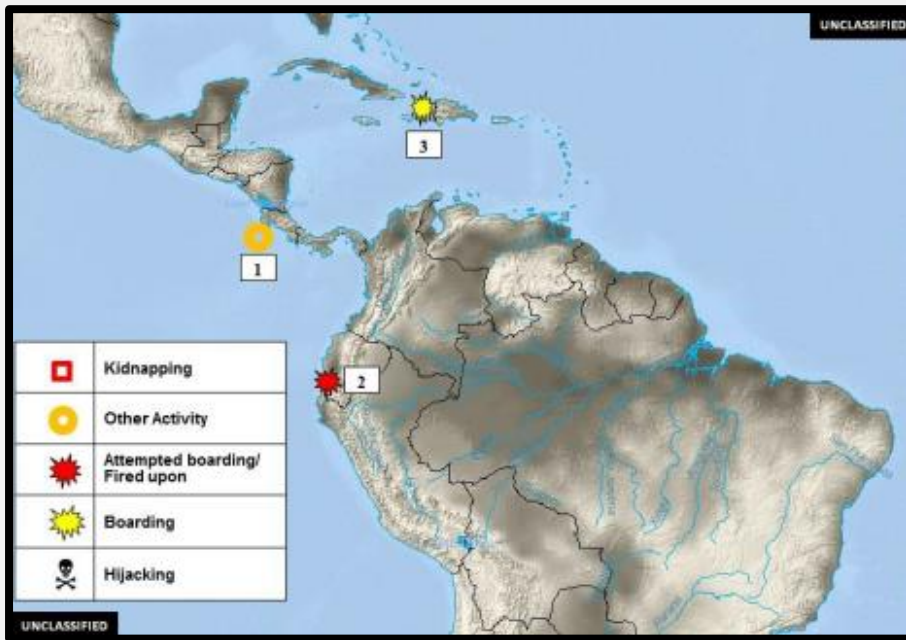 UNCLASSIFIED
3
1
2
Kidnapping
Other Activity
Attempted boarding/
Fired upon
Boarding
Hijacking
UNCLASSIFIED